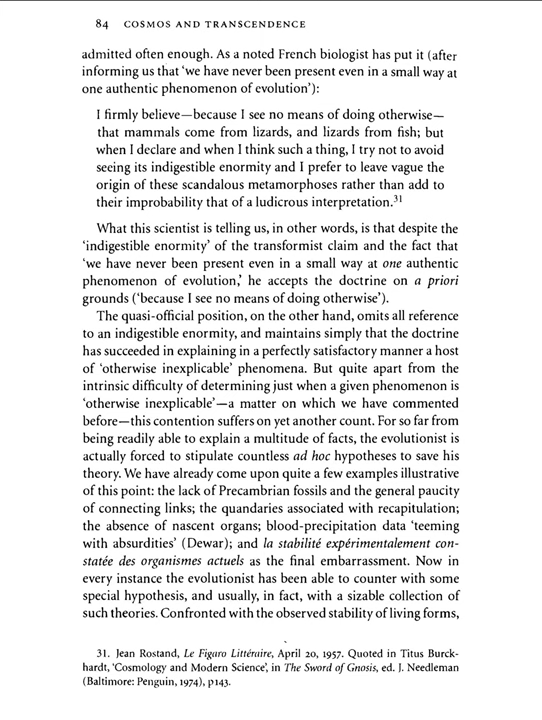 84 COSMOS AND TRANSCENDENCE
admitted often enough. As a noted French biologist has put it (after
informing us that ‘we have never been present even in a small way at
one authentic phenomenon of evolution’):
I firmly believe—because I see no means of doing otherwise—
that mammals come from lizards, and lizards from fish; but
when I declare and when I think such a thing, I try not to avoid
seeing its indigestible enormity and I prefer to leave vague the
origin of these scandalous metamorphoses rather than add to
their improbability that of a ludicrous interpretation.31
What this scientist is telling us, in other words, is that despite the
‘indigestible enormity’ of the transformist claim and the fact that
‘we have never been present even in a small way at one authentic
phenomenon of evolution,’ he accepts the doctrine on a priori
grounds (‘because I see no means of doing otherwise’).
The quasi-official position, on the other hand, omits all reference
to an indigestible enormity, and maintains simply that the doctrine
has succeeded in explaining in a perfectly satisfactory manner a host
of ‘otherwise inexplicable’ phenomena. But quite apart from the
intrinsic difficulty of determining just when a given phenomenon is
‘otherwise inexplicable’—a matter on which we have commented
before—this contention suffers on yet another count. For so far from
being readily able to explain a multitude of facts, the evolutionist is
actually forced to stipulate countless ad hoc hypotheses to save his
theory. We have already come upon quite a few examples illustrative
of this point: the lack of Precambrian fossils and the general paucity
of connecting links; the quandaries associated with recapitulation;
the absence of nascent organs; blood-precipitation data ‘teeming
with absurdities’ (Dewar); and la stabilité expérimentalement con-
statée des organismes actuels as the final embarrassment. Now in
every instance the evolutionist has been able to counter with some
special hypothesis, and usually, in fact, with a sizable collection of
such theories. Confronted with the observed stability of living forms,
31. Jean Rostand, Le Figaro Littéraire, April 20, 1957. Quoted in Titus Burck-
hardt, ‘Cosmology and Modern Science’, in The Sword of Gnosis, ed. J. Needleman
(Baltimore: Penguin, 1974), p143.